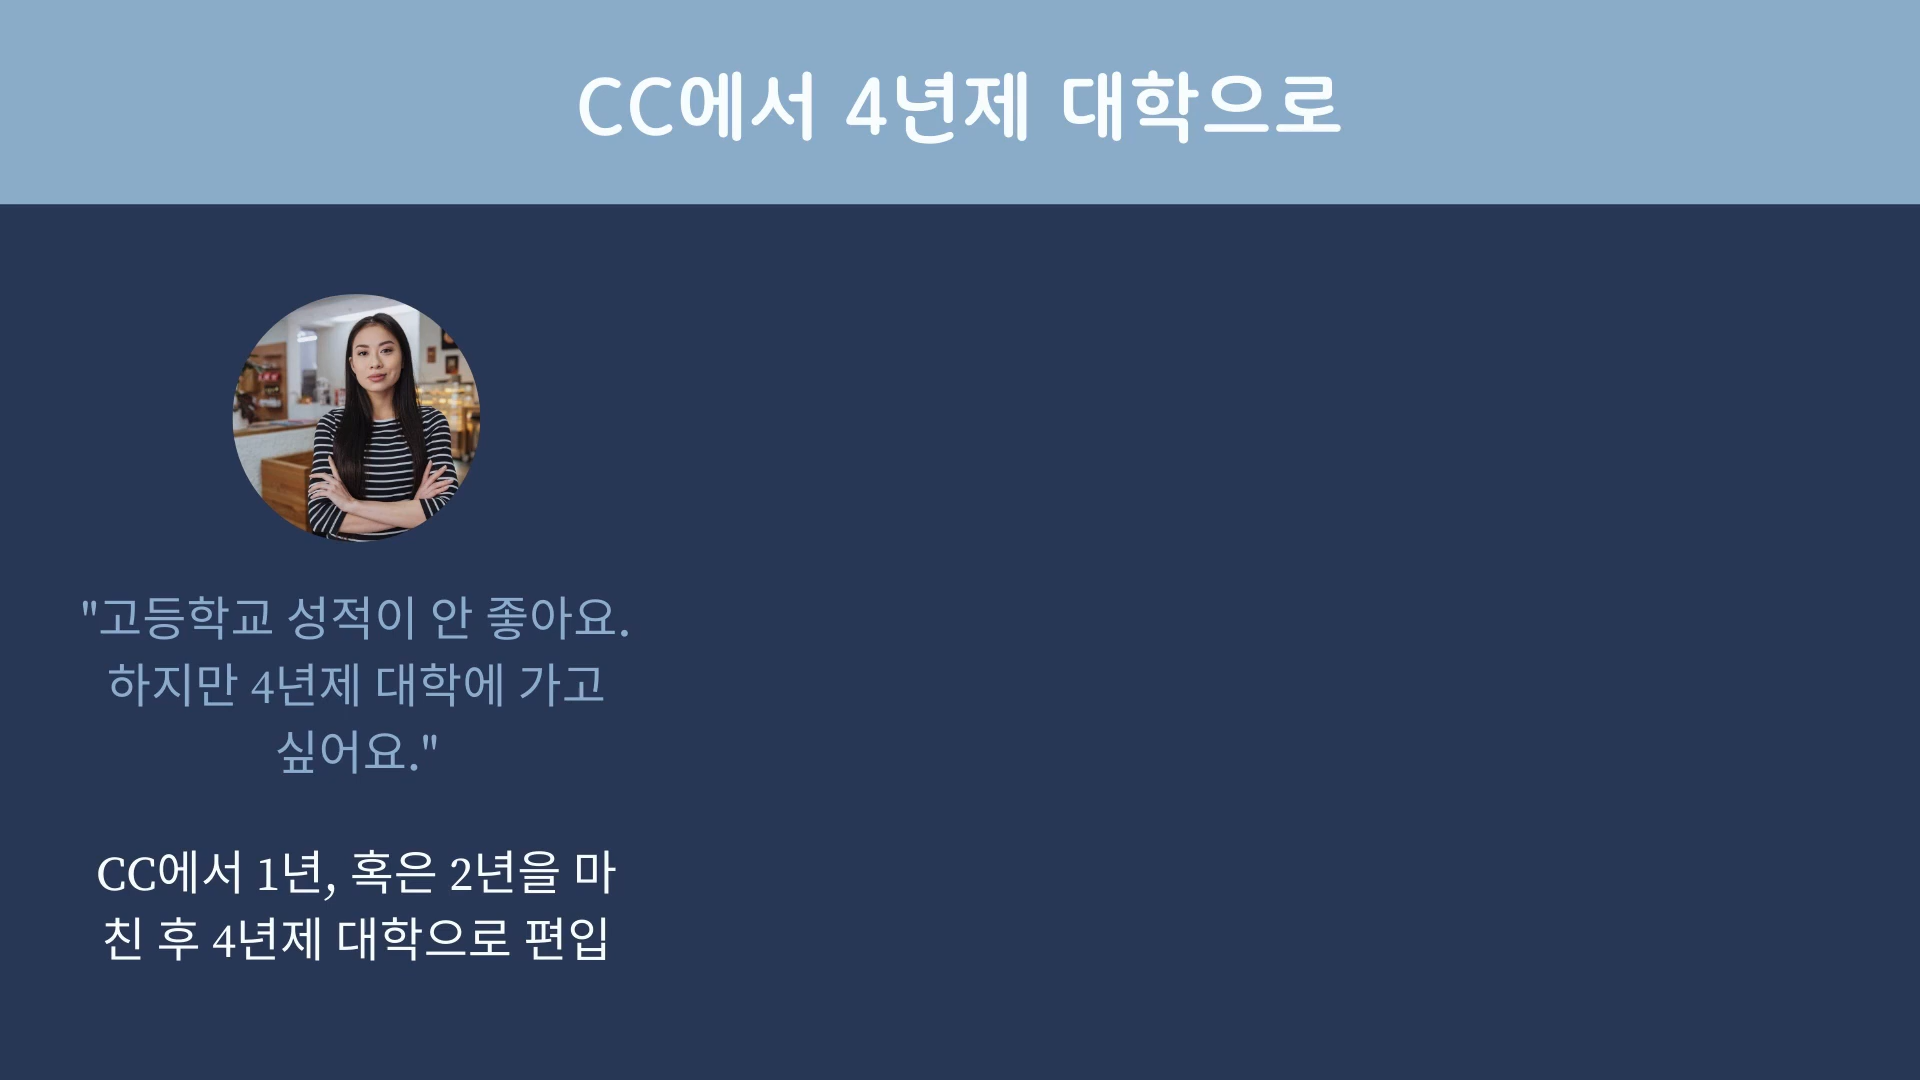 CC에서 4년제 대학으로
"고등학교 성적이 안 좋아요.
하지만 4년제 대학에 가고
싶어요."
CC에서 1년, 혹은 2년을 마
친 후 4년제 대학으로 편입